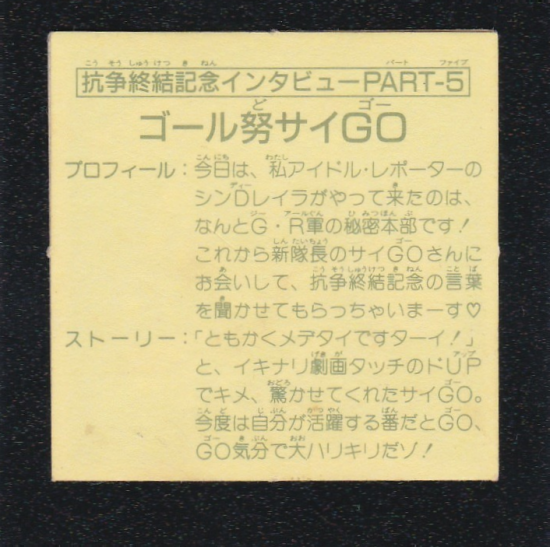 抗争終結記念インタビューPART-5
ゴール努サイGO
プロフィール：今日は、私アイドル・レポーターの
シンDレイラがやって来たのは、
なんとG・R軍の秘密本部です！
これから新隊長のサイGOさんに
お会いして、抗争終結記念の言葉
を聞かせてもらっちゃいまーす♡
ストーリー：「ともかくメデタイですターイ！」
と、イキナリ劇画タッチのドUP
でキメ、驚かせてくれたサイGO。
今度は自分が活躍する番だとGO、
GO気分で大ハリキリだゾ！